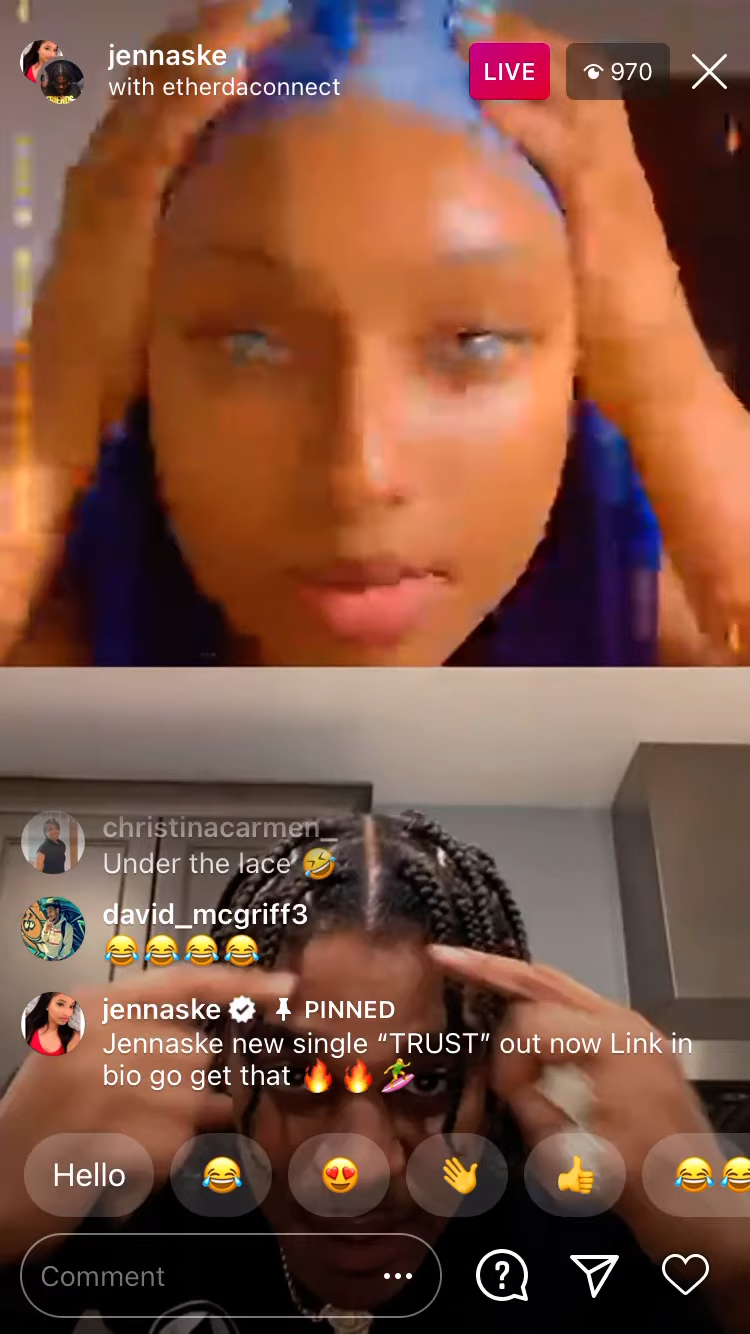 jennaske
with etherdaconnect
LIVE
970
christinacarmen_
Under the lace 🤣
david_mcgriff3
😂😂😂😂
jennaske PINNED
Jennaske new single “TRUST” out now Link in
bio go get that 🔥🔥🏄
Hello
😂
😍
👋
👍
😂😂
Comment